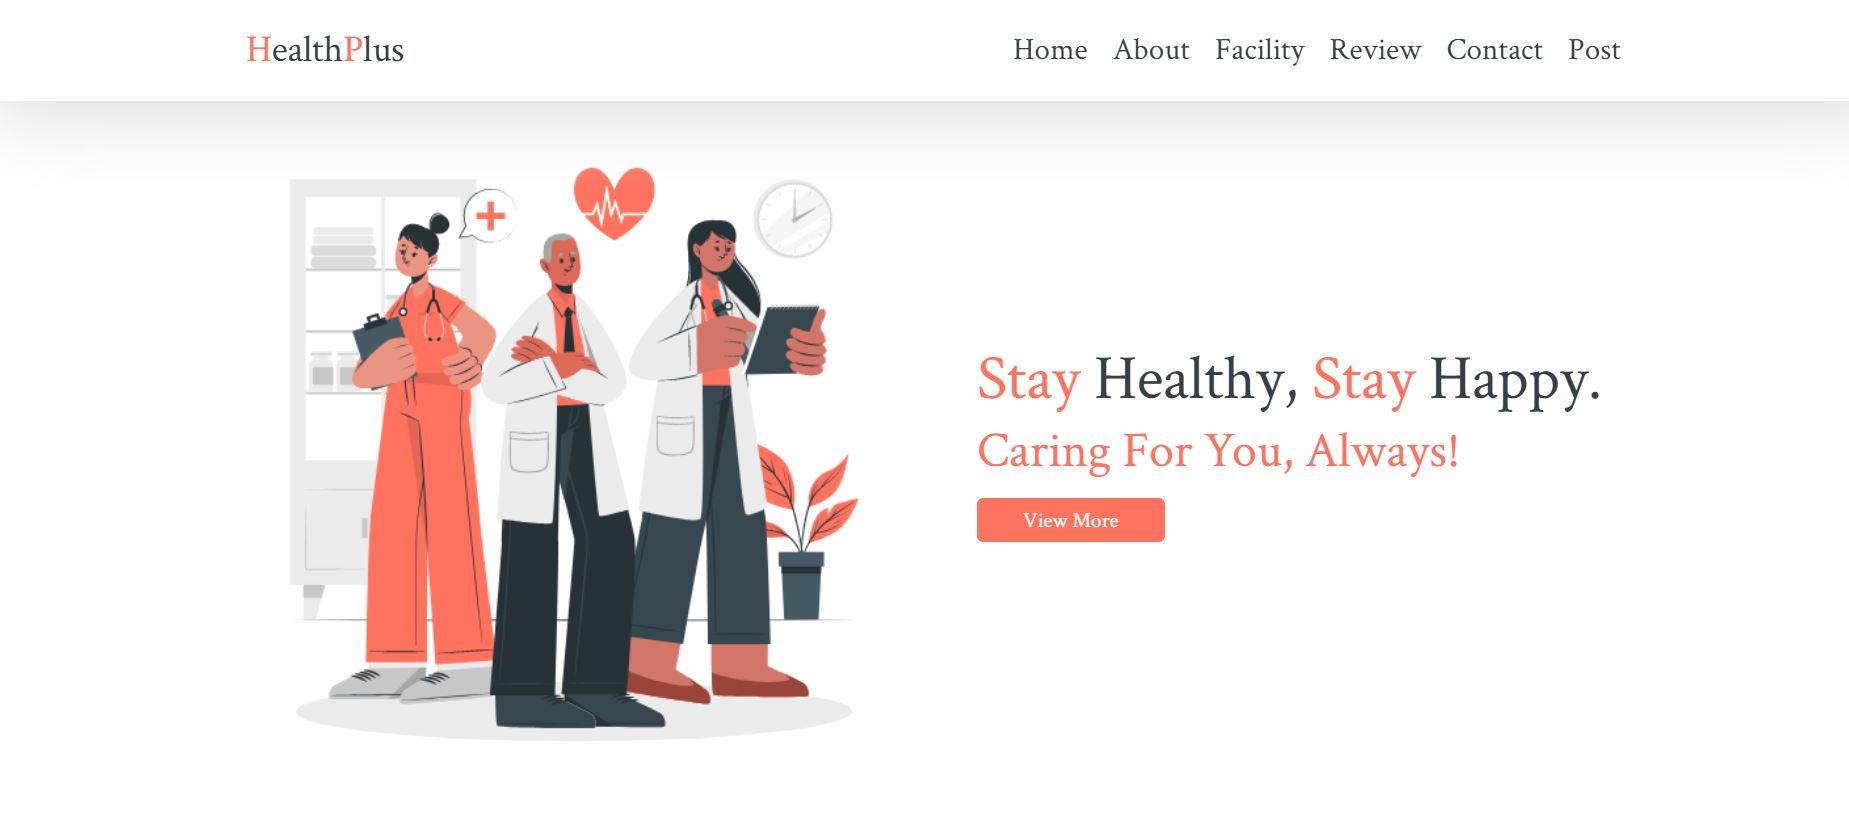 HealthPlus
Home About Facility Review Contact Post
Stay Healthy, Stay Happy.
Caring For You, Always!
View More